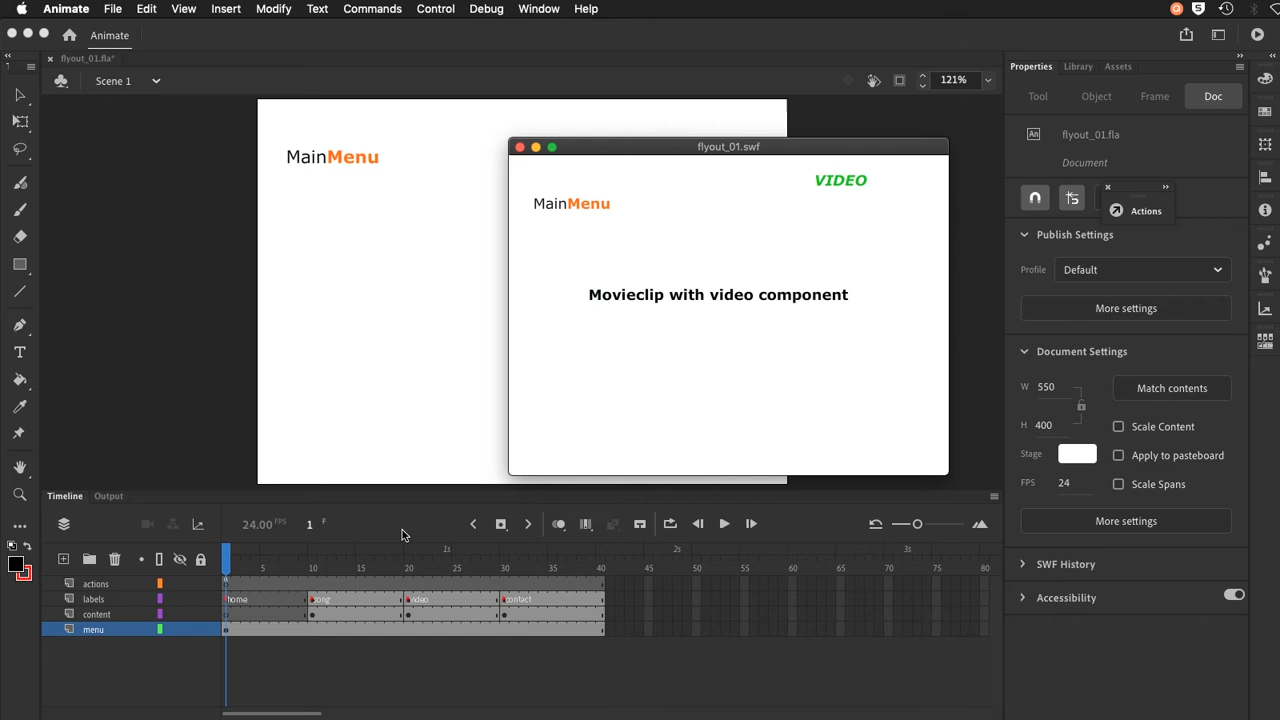 Animate File Edit View Insert Modify Text Commands Control Debug Window Help
Animate
flyout_01.fla*
Scene 1
121%
MainMenu
flyout_01.swf
VIDEO
MainMenu
Movieclip with video component
Properties Library Assets
Tool Object Frame Doc
An flyout_01.fla
Document
Actions
Publish Settings
Profile Default
More settings
Document Settings
W 550 Match contents
H 400 Scale Content
Stage Apply to pasteboard
FPS 24 Scale Spans
More settings
SWF History
Accessibility
Timeline Output
24.00 FPS 1 F
1s 2s 3s
5 10 15 20 25 30 35 40 45 50 55 60 65 70 75 80
actions
labels home song video contact
content
menu